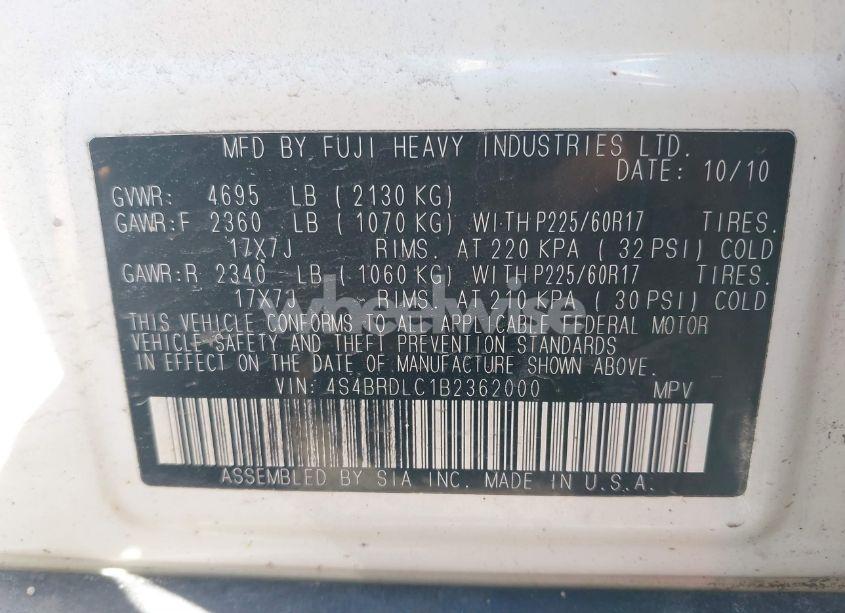 MFD BY FUJI HEAVY INDUSTRIES LTD.
DATE: 10/10
GVWR: 4695 LB ( 2130 KG)
GAWR:F 2360 LB ( 1070 KG) WITH P225/60R17 TIRES.
17X7J RIMS. AT 220 KPA ( 32 PSI) COLD
GAWR:R 2340 LB ( 1060 KG) WITH P225/60R17 TIRES.
17X7J RIMS. AT 210 KPA ( 30 PSI) COLD
wheelwise
THIS VEHICLE CONFORMS TO ALL APPLICABLE FEDERAL MOTOR
VEHICLE SAFETY AND THEFT PREVENTION STANDARDS
IN EFFECT ON THE DATE OF MANUFACTURE SHOWN ABOVE.
VIN: 4S4BRDLC1B2362000 MPV
ASSEMBLED BY SIA INC. MADE IN U.S.A.